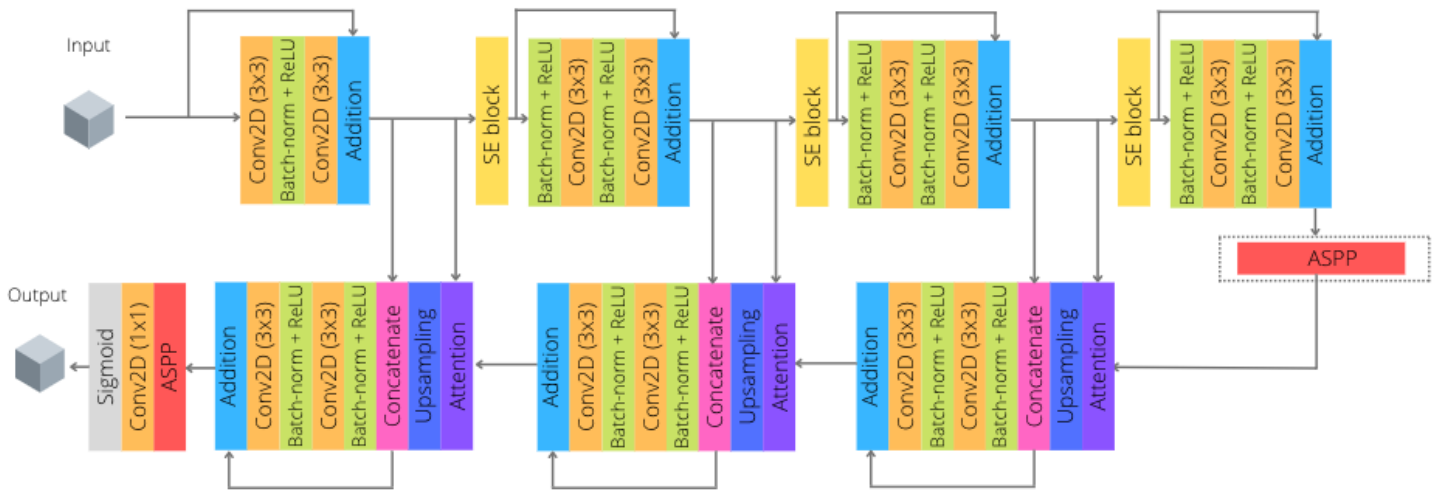 Input
Conv2D (3x3)
Batch-norm + ReLU
Conv2D (3x3)
Addition
SE block
Batch-norm + ReLU
Conv2D (3x3)
Batch-norm + ReLU
Conv2D (3x3)
Addition
SE block
Batch-norm + ReLU
Conv2D (3x3)
Batch-norm + ReLU
Conv2D (3x3)
Addition
SE block
Batch-norm + ReLU
Conv2D (3x3)
Batch-norm + ReLU
Conv2D (3x3)
Addition
ASPP
Output
Sigmoid
Conv2D (1x1)
ASPP
Addition
Conv2D (3x3)
Batch-norm + ReLU
Conv2D (3x3)
Batch-norm + ReLU
Concatenate
Upsampling
Attention
Addition
Conv2D (3x3)
Batch-norm + ReLU
Conv2D (3x3)
Batch-norm + ReLU
Concatenate
Upsampling
Attention
Addition
Conv2D (3x3)
Batch-norm + ReLU
Conv2D (3x3)
Batch-norm + ReLU
Concatenate
Upsampling
Attention